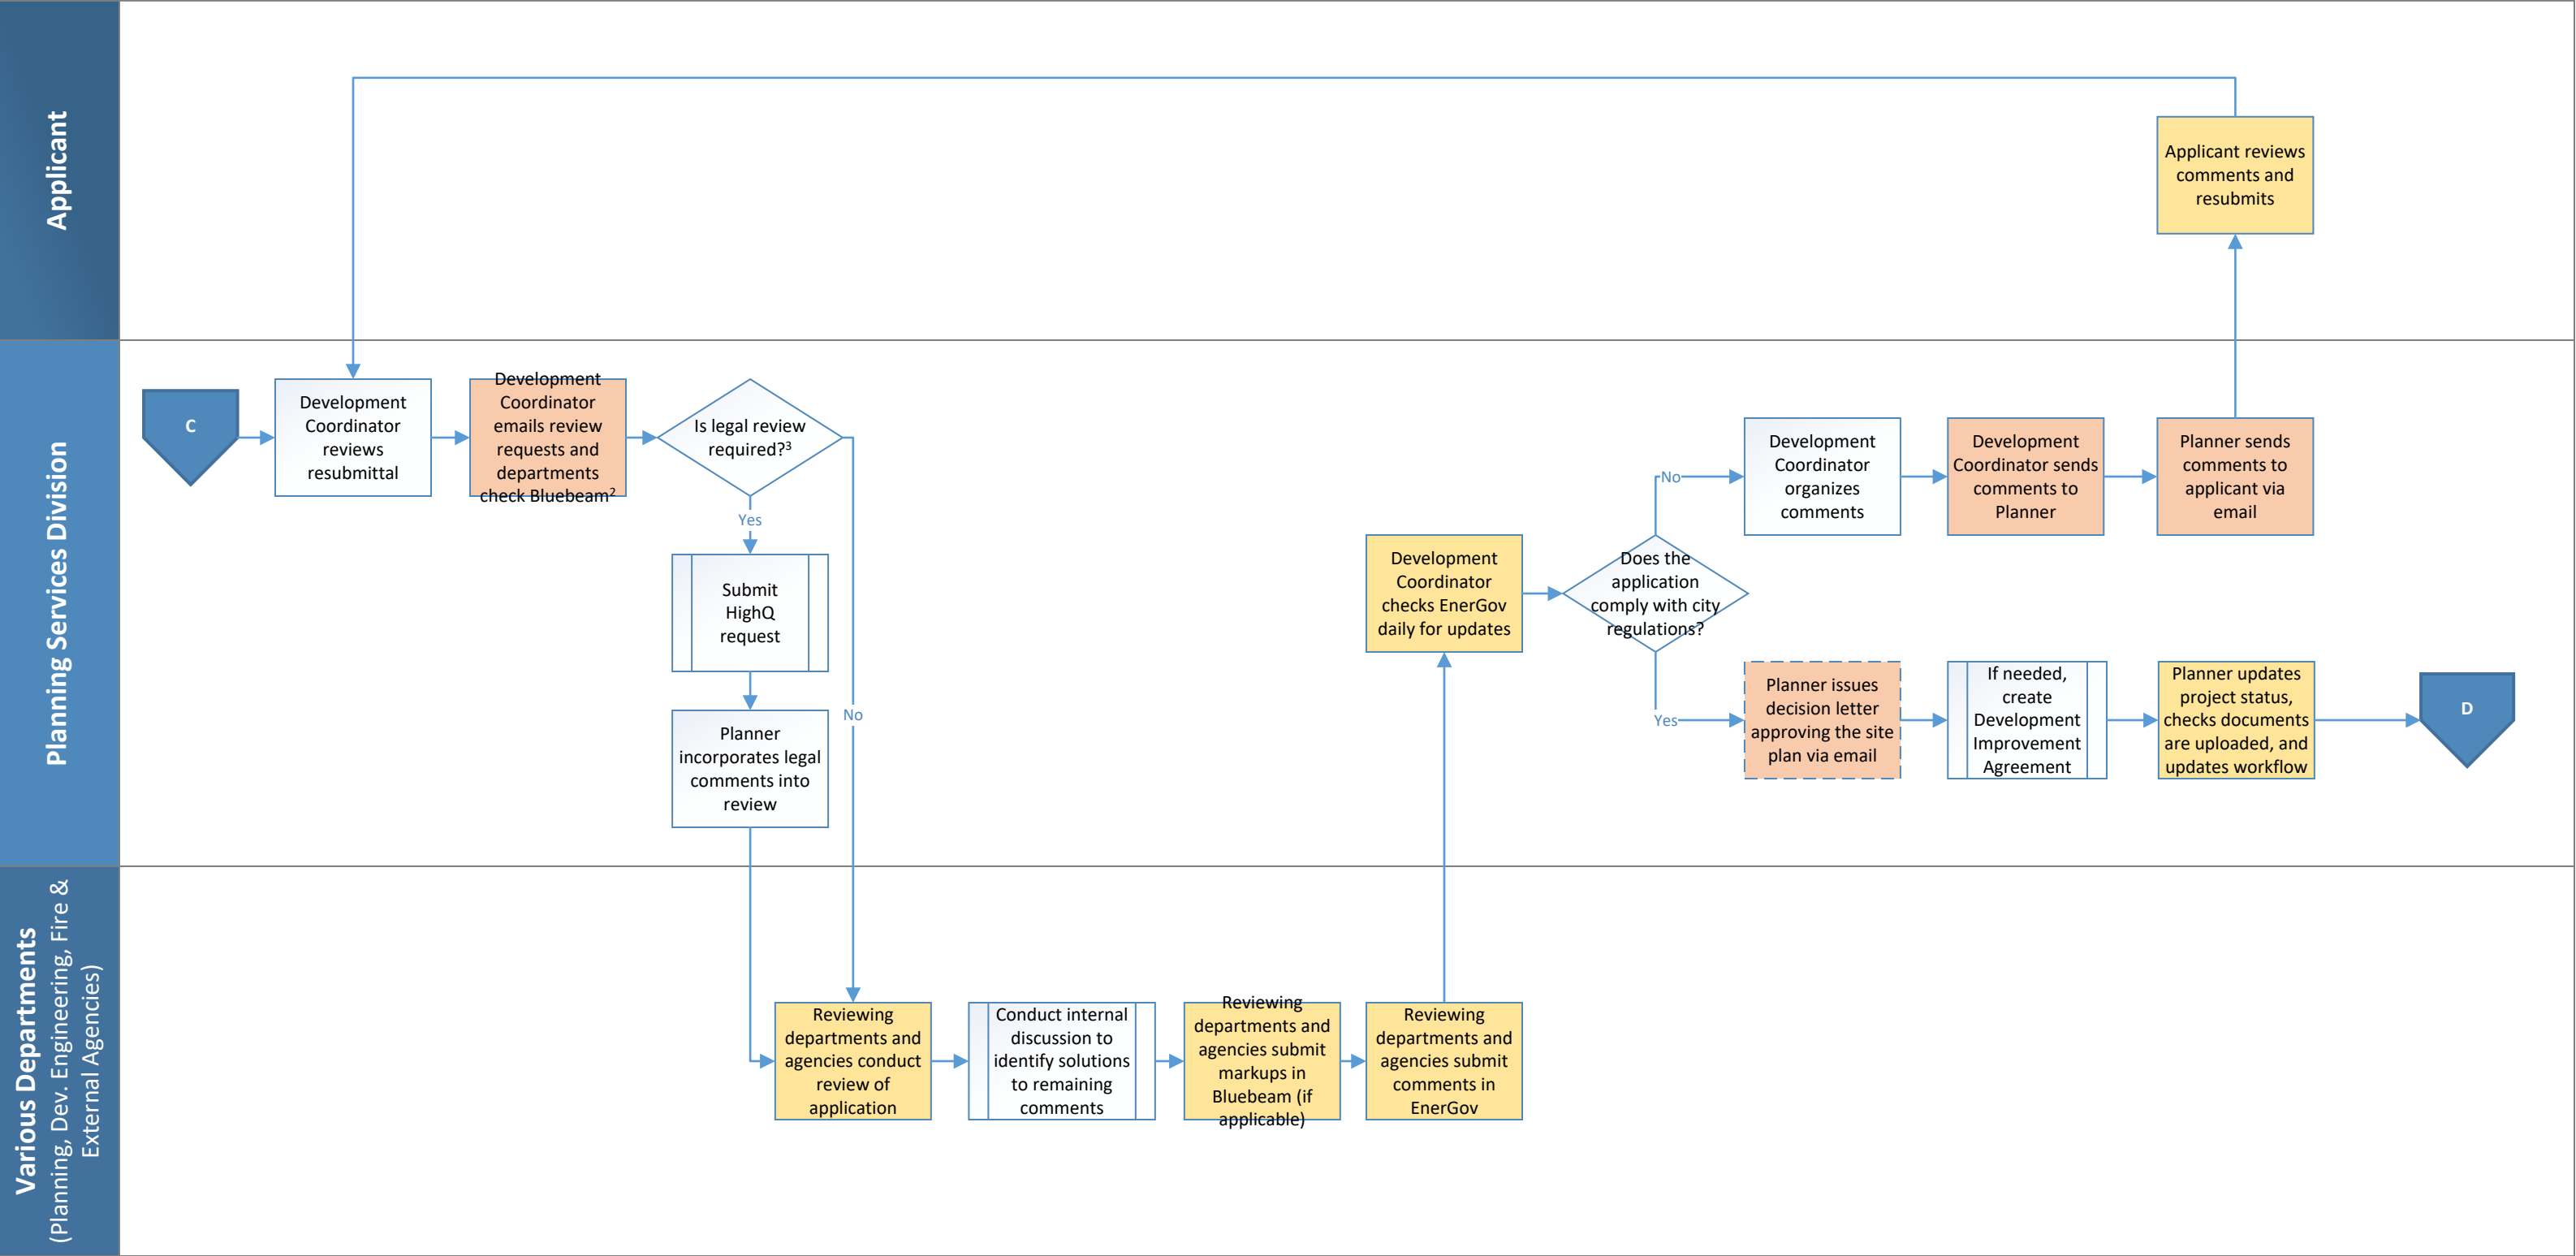 Applicant
Applicant reviews
comments and
resubmits
Planning Services Division
C
Development
Coordinator
reviews
resubmittal
Development
Coordinator
emails review
requests and
departments
check Bluebeam²
Is legal review
required?³
Yes
No
Submit
HighQ
request
Planner
incorporates legal
comments into
review
Development
Coordinator
checks EnerGov
daily for updates
Does the
application
comply with city
regulations?
No
Development
Coordinator
organizes
comments
Development
Coordinator sends
comments to
Planner
Planner sends
comments to
applicant via
email
Yes
Planner issues
decision letter
approving the site
plan via email
If needed,
create
Development
Improvement
Agreement
Planner updates
project status,
checks documents
are uploaded, and
updates workflow
D
Various Departments
(Planning, Dev. Engineering, Fire &
External Agencies)
Reviewing
departments and
agencies conduct
review of
application
Conduct internal
discussion to
identify solutions
to remaining
comments
Reviewing
departments and
agencies submit
markups in
Bluebeam (if
applicable)
Reviewing
departments and
agencies submit
comments in
EnerGov